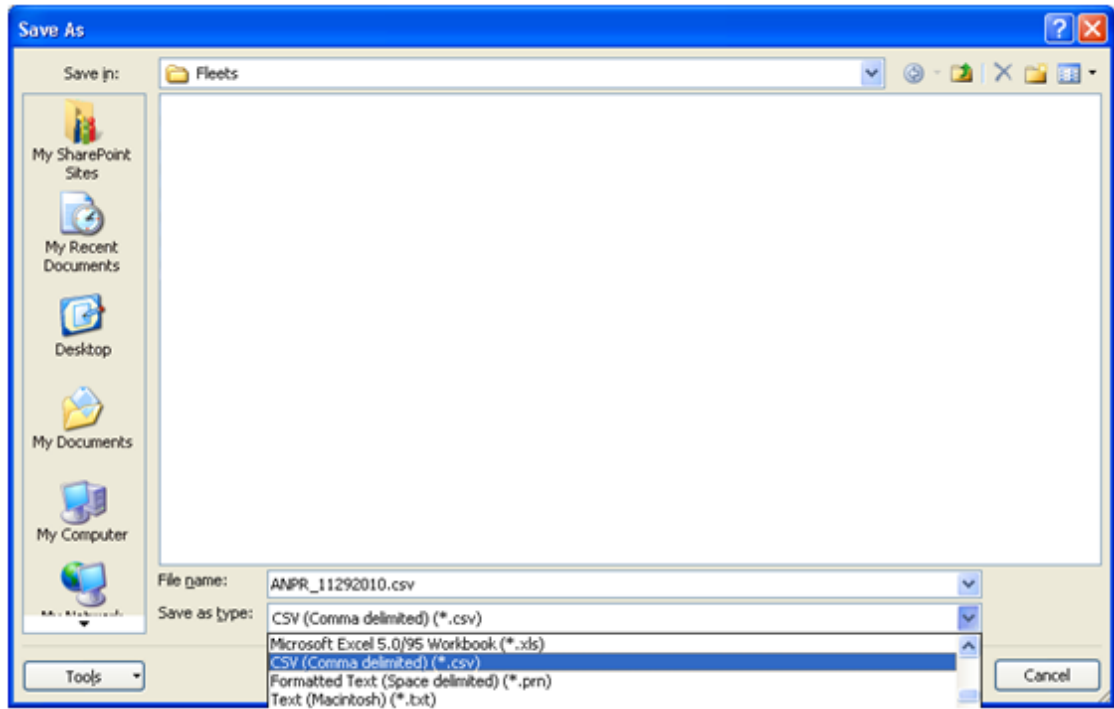 Save As
Save in:
Fleets
My SharePoint
Sites
My Recent
Documents
Desktop
My Documents
My Computer
File name:
ANPR_11292010.csv
Save as type:
CSV (Comma delimited) (*.csv)
Microsoft Excel 5.0/95 Workbook (*.xls)
CSV (Comma delimited) (*.csv)
Formatted Text (Space delimited) (*.prn)
Text (Macintosh) (*.txt)
Tools
Cancel